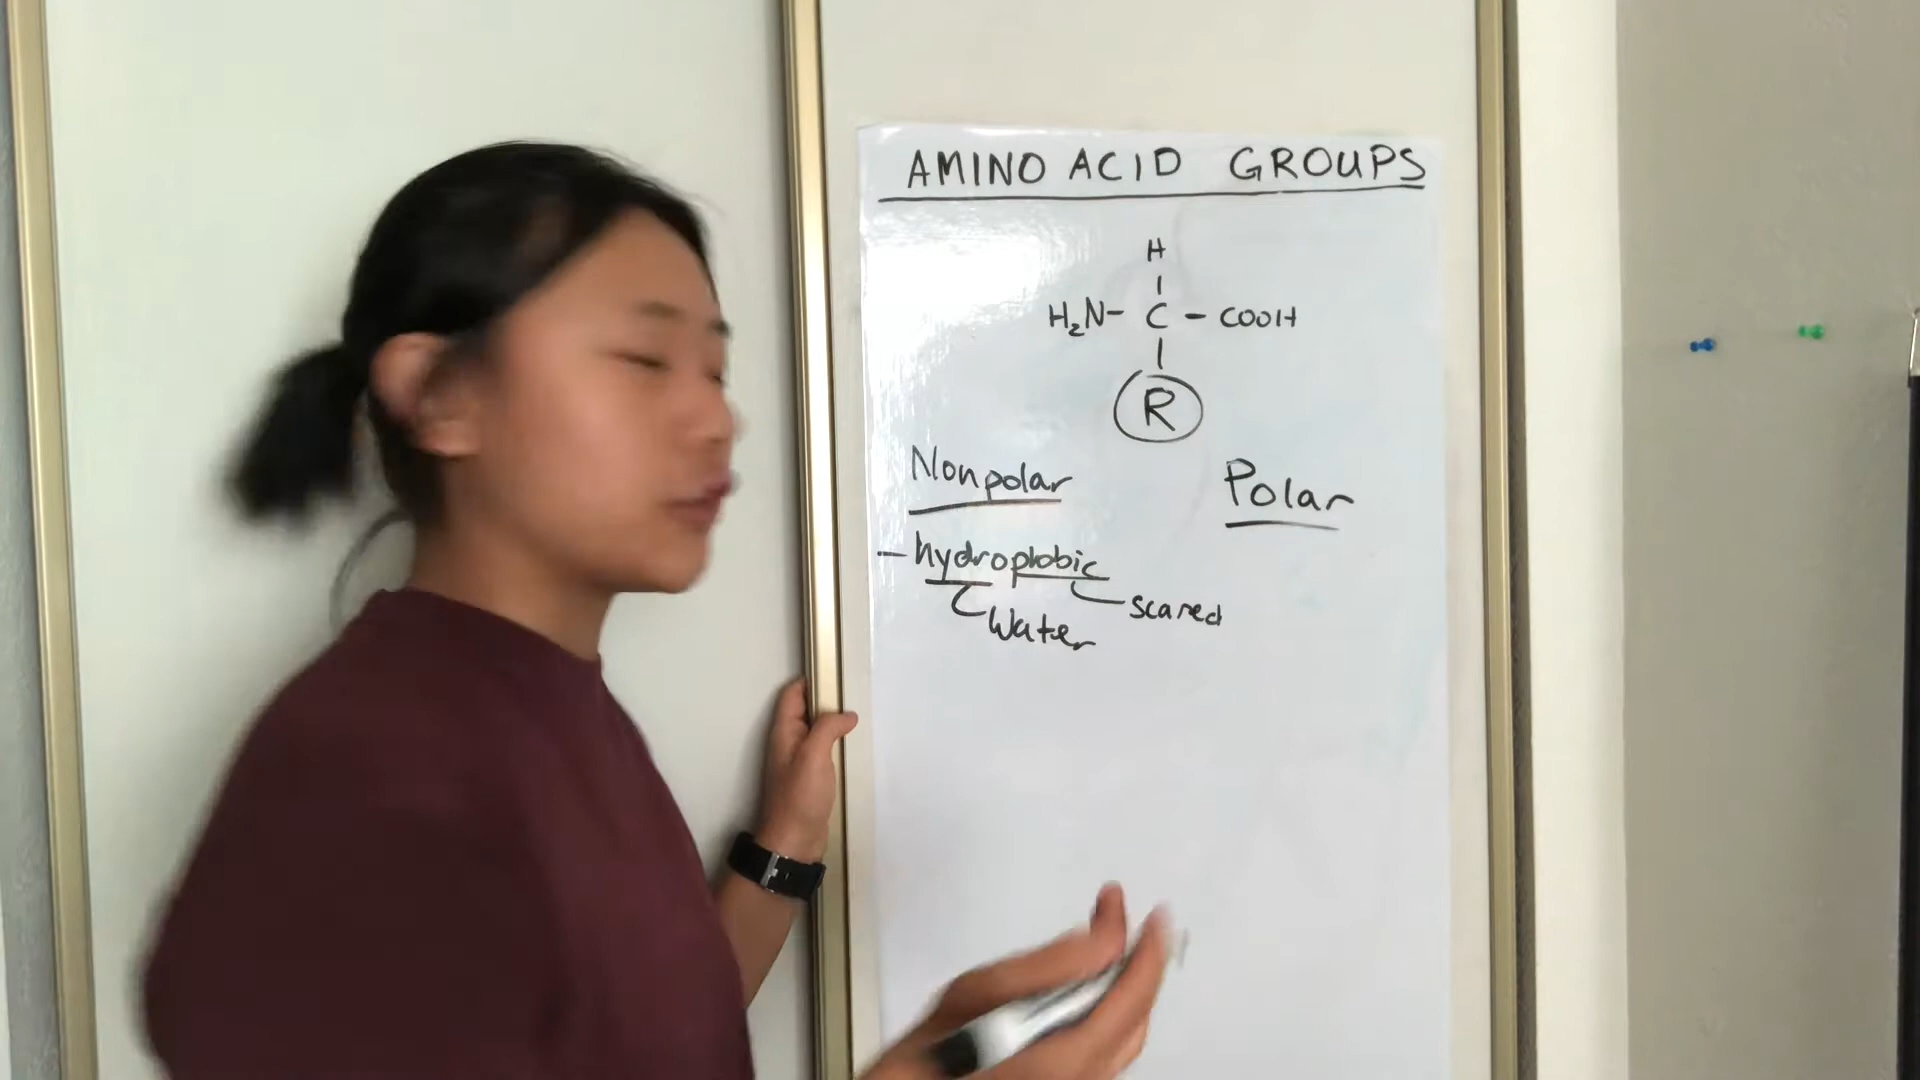 AMINO ACID GROUPS
H
H₂N- C - COOH
R
Nonpolar Polar
- hydrophobic
scared
Water